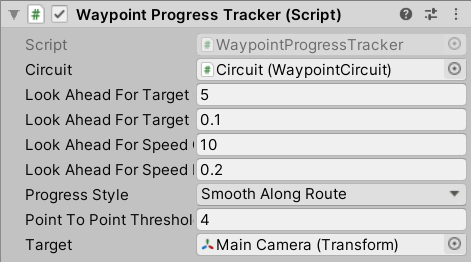 Waypoint Progress Tracker (Script)
Script WaypointProgressTracker
Circuit Circuit (WaypointCircuit)
Look Ahead For Target 5
Look Ahead For Target 0.1
Look Ahead For Speed 10
Look Ahead For Speed 0.2
Progress Style Smooth Along Route
Point To Point Threshol 4
Target Main Camera (Transform)